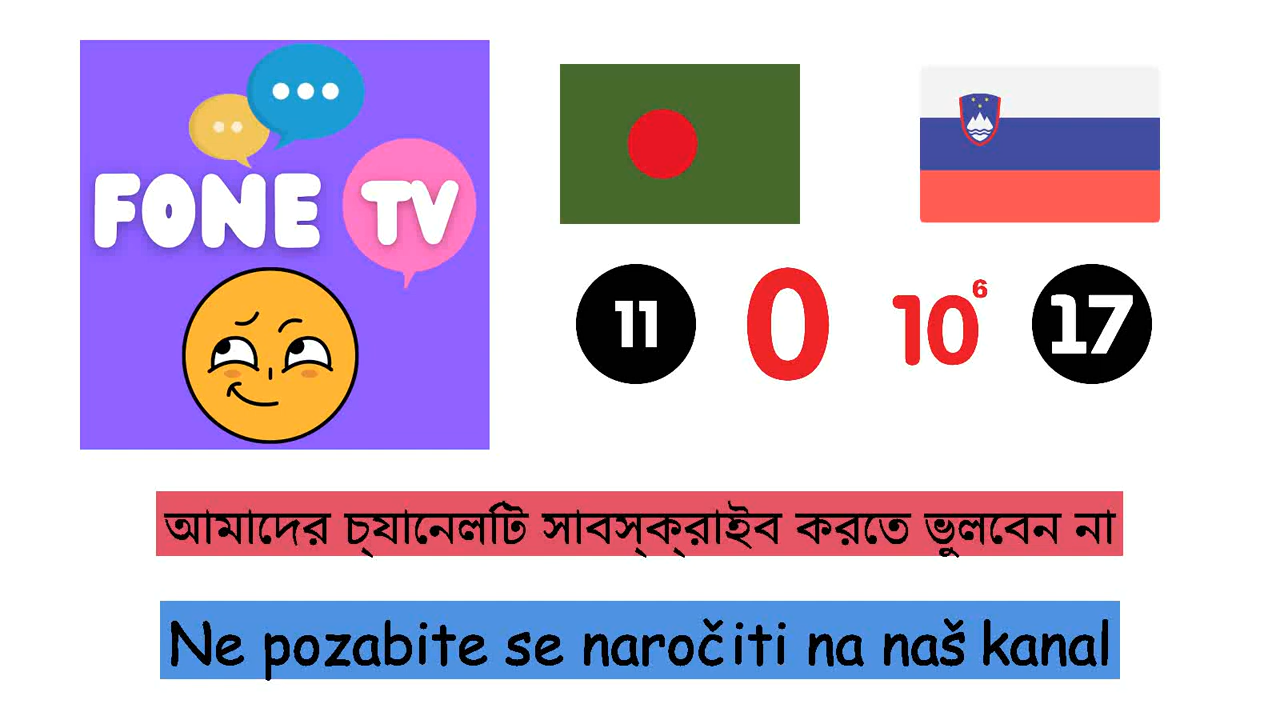 FONE TV
11 0 10⁶ 17
আমাদের চ্‌যানেলটি সাবস্‌ক্‌রাইব করতে ভুলবেন না
Ne pozabite se naročiti na naš kanal